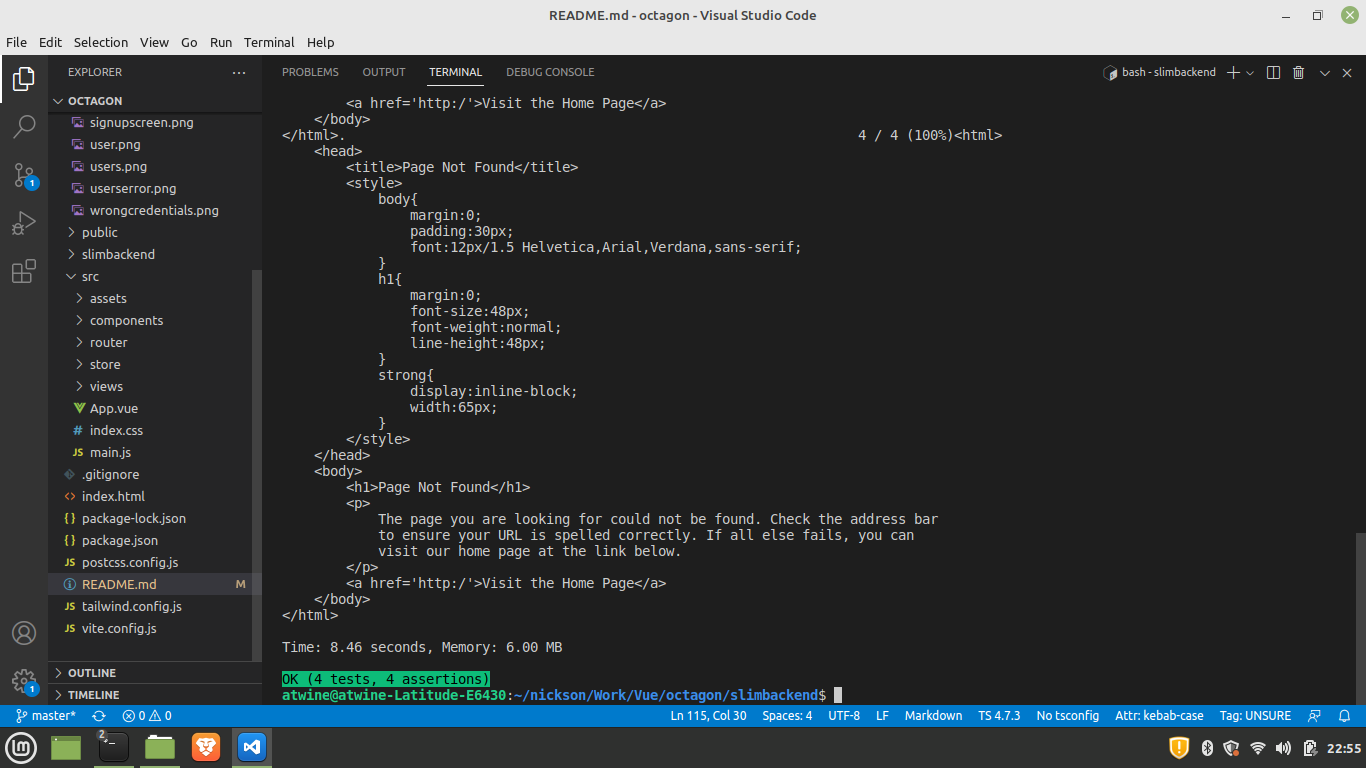 README.md - octagon - Visual Studio Code
File Edit Selection View Go Run Terminal Help
EXPLORER
OCTAGON
signupscreen.png
user.png
users.png
userserror.png
wrongcredentials.png
public
slimbackend
src
assets
components
router
store
views
App.vue
# index.css
JS main.js
.gitignore
<> index.html
{} package-lock.json
{} package.json
JS postcss.config.js
README.md M
JS tailwind.config.js
JS vite.config.js
OUTLINE
TIMELINE
1
1
PROBLEMS OUTPUT TERMINAL DEBUG CONSOLE
bash - slimbackend
<a href='http:/'>Visit the Home Page</a>
</body>
</html>. 4 / 4 (100%)<html>
<head>
<title>Page Not Found</title>
<style>
body{
margin:0;
padding:30px;
font:12px/1.5 Helvetica,Arial,Verdana,sans-serif;
}
h1{
margin:0;
font-size:48px;
font-weight:normal;
line-height:48px;
}
strong{
display:inline-block;
width:65px;
}
</style>
</head>
<body>
<h1>Page Not Found</h1>
<p>
The page you are looking for could not be found. Check the address bar
to ensure your URL is spelled correctly. If all else fails, you can
visit our home page at the link below.
</p>
<a href='http:/'>Visit the Home Page</a>
</body>
</html>
Time: 8.46 seconds, Memory: 6.00 MB
OK (4 tests, 4 assertions)
atwine@atwine-Latitude-E6430:~/nickson/Work/Vue/octagon/slimbackend$
master* 0 0 Ln 115, Col 30 Spaces: 4 UTF-8 LF Markdown TS 4.7.3 No tsconfig Attr: kebab-case Tag: UNSURE
2
22:55